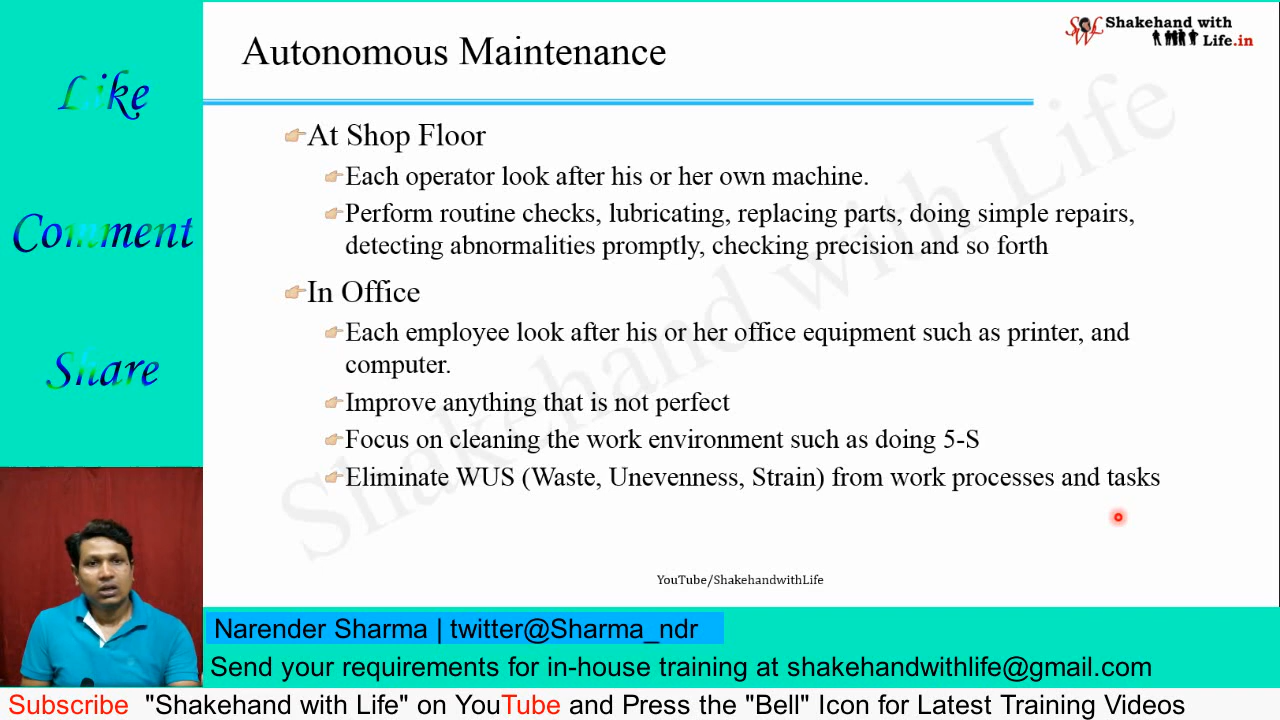 Like
Comment
Share
Autonomous Maintenance
Shakehand with
Life.in
At Shop Floor
Each operator look after his or her own machine.
Perform routine checks, lubricating, replacing parts, doing simple repairs,
detecting abnormalities promptly, checking precision and so forth
In Office
Each employee look after his or her office equipment such as printer, and
computer.
Improve anything that is not perfect
Focus on cleaning the work environment such as doing 5-S
Eliminate WUS (Waste, Unevenness, Strain) from work processes and tasks
Shakehand with Life
YouTube/ShakehandwithLife
Narender Sharma | twitter@Sharma_ndr
Send your requirements for in-house training at shakehandwithlife@gmail.com
Subscribe "Shakehand with Life" on YouTube and Press the "Bell" Icon for Latest Training Videos